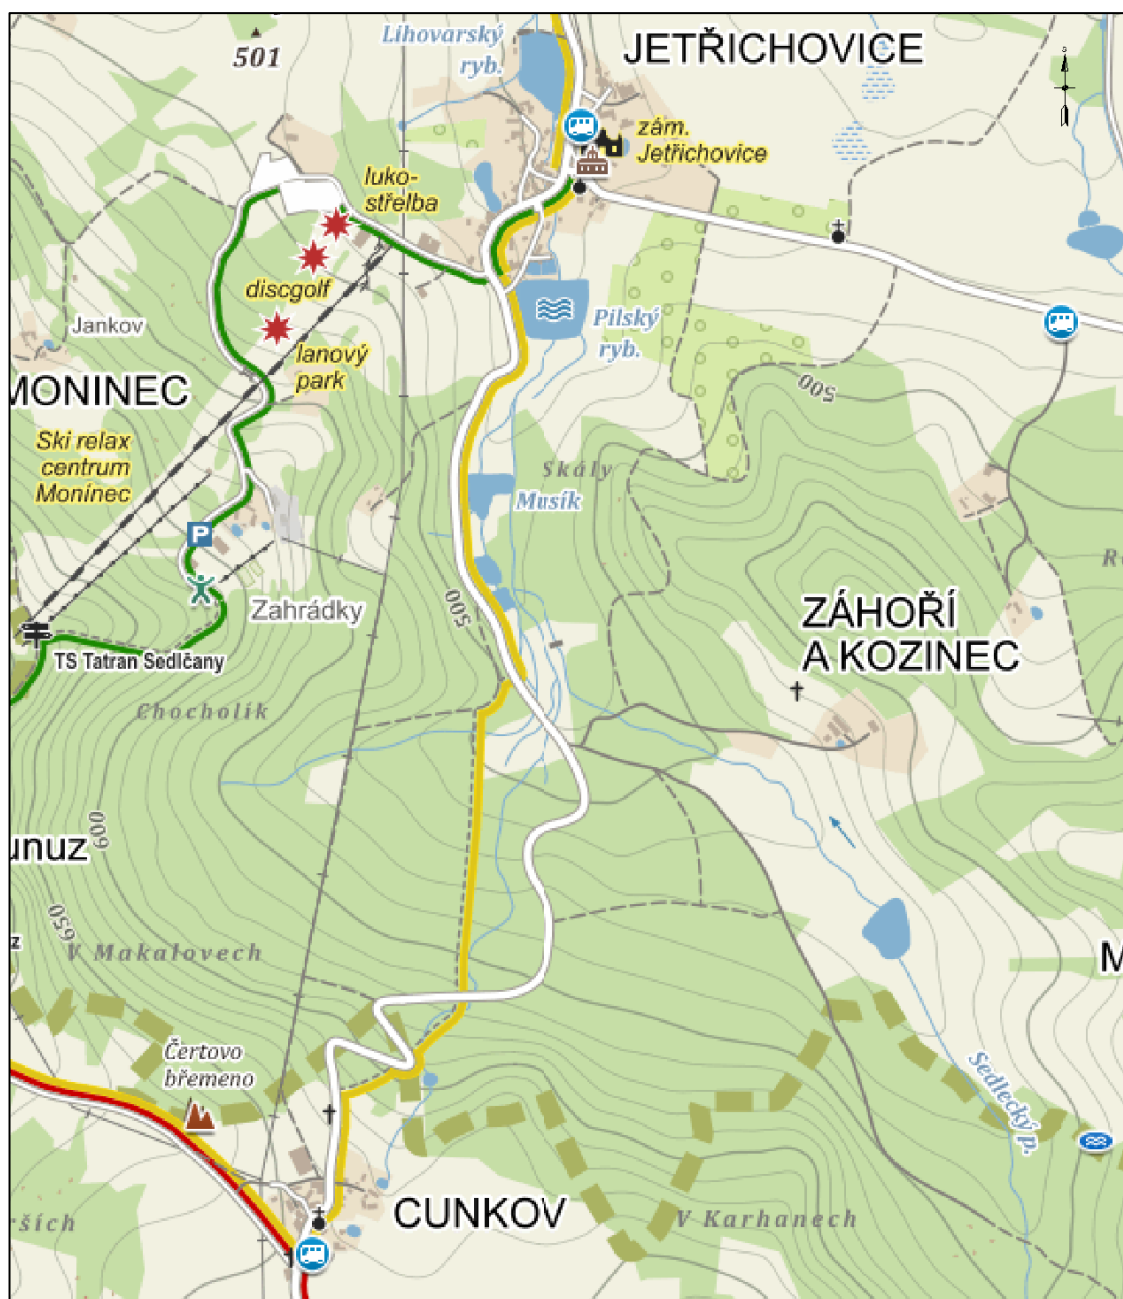 Lihovarský
ryb.
501
JETŘICHOVICE
S
zám.
Jetřichovice
luko-
střelba
discgolf
Jankov
lanový
park
Pilský
ryb.
500
MONINEC
Ski relax
centrum
Monínec
P
Skály
Musík
500
Zahrádky
ZÁHOŘÍ
A KOZINEC
TS Tatran Sedlčany
Chocholík
600
unuz
650
z
V Makalovech
M
Čertovo
břemeno
Sedlecký p.
CUNKOV
V Karhanech
rších